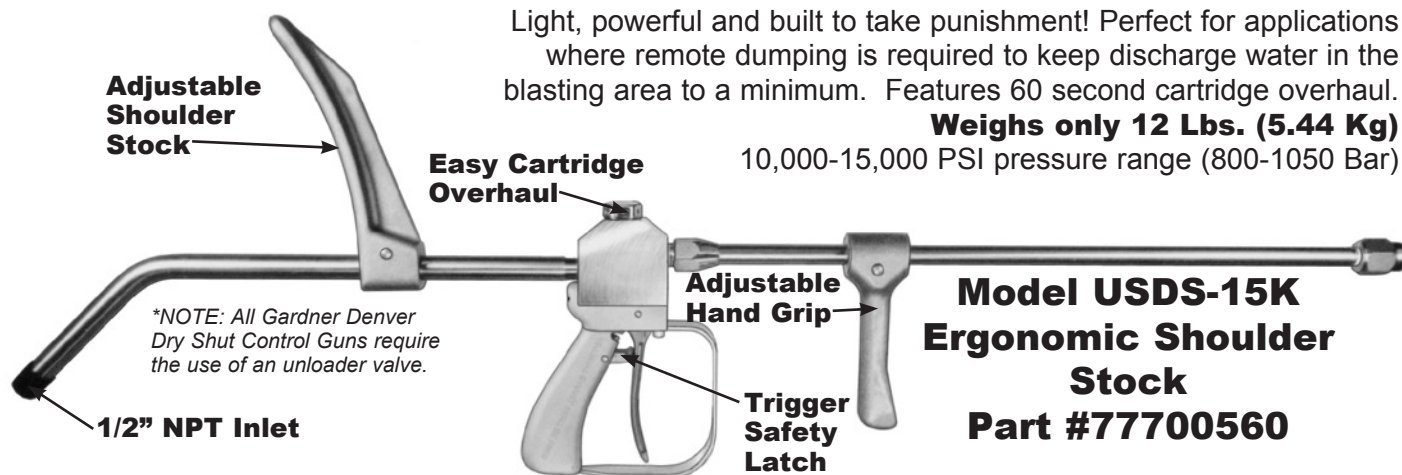 Light, powerful and built to take punishment! Perfect for applications
where remote dumping is required to keep discharge water in the
blasting area to a minimum.  Features 60 second cartridge overhaul.
Weighs only 12 Lbs. (5.44 Kg)
10,000-15,000 PSI pressure range (800-1050 Bar)
Adjustable
Shoulder
Stock
Easy Cartridge
Overhaul
Adjustable
Hand Grip
Model USDS-15K
Ergonomic Shoulder
Stock
Part #77700560
*NOTE: All Gardner Denver
Dry Shut Control Guns require
the use of an unloader valve.
1/2” NPT Inlet
Trigger
Safety
Latch